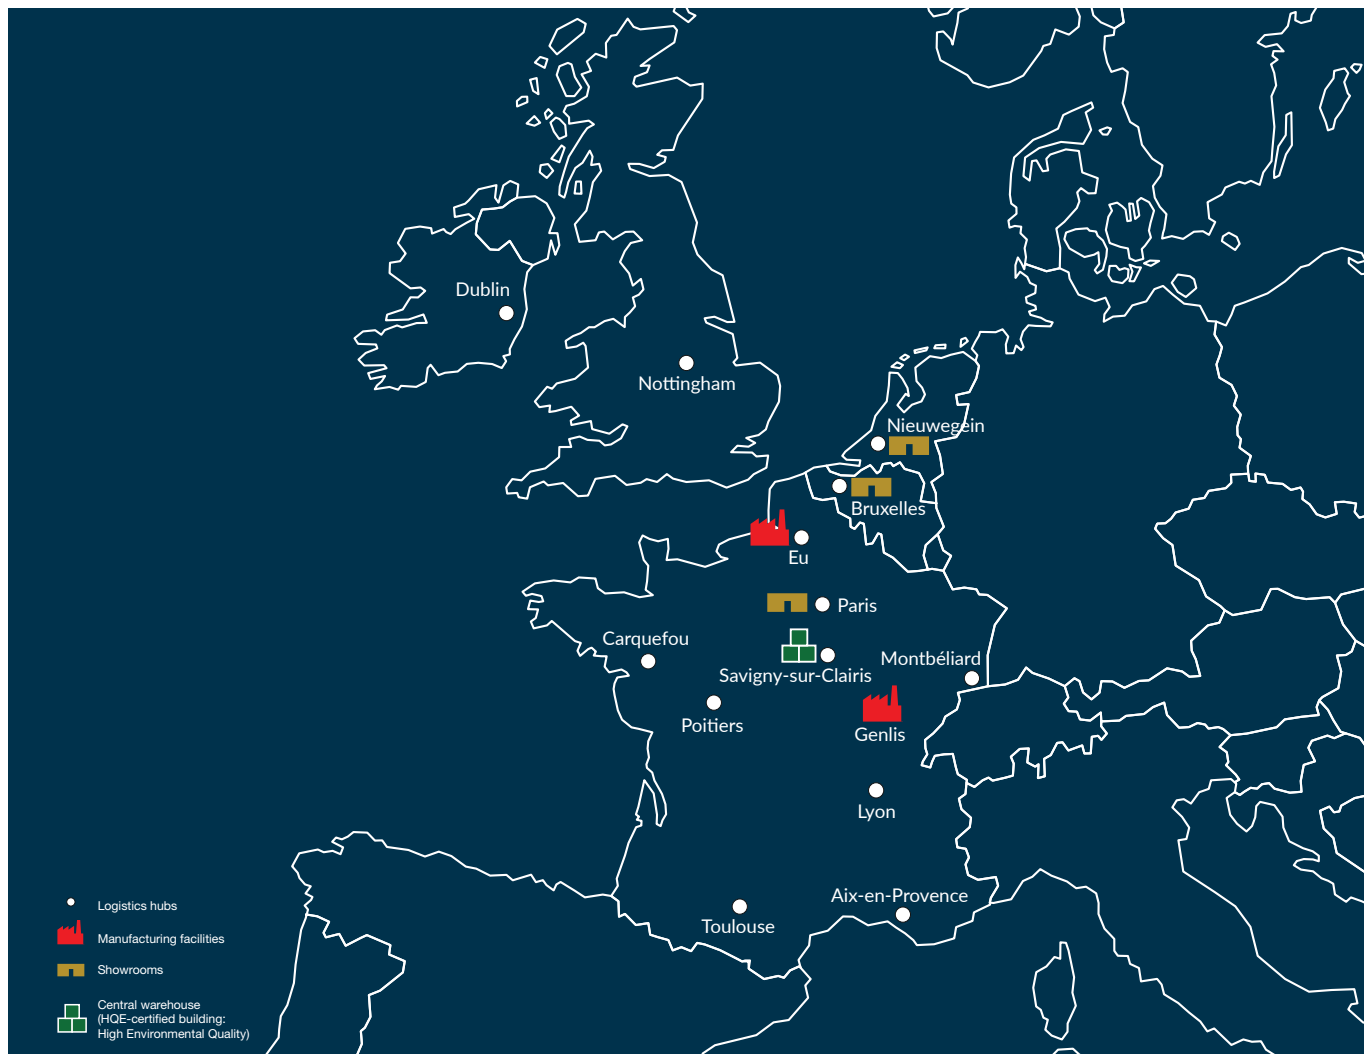 Dublin
Nottingham
Nieuwegein
Bruxelles
Eu
Paris
Carquefou
Montbéliard
Savigny-sur-Clairis
Poitiers
Genlis
Lyon
Aix-en-Provence
Toulouse
Logistics hubs
Manufacturing facilities
Showrooms
Central warehouse
(HQE-certified building:
High Environmental Quality)